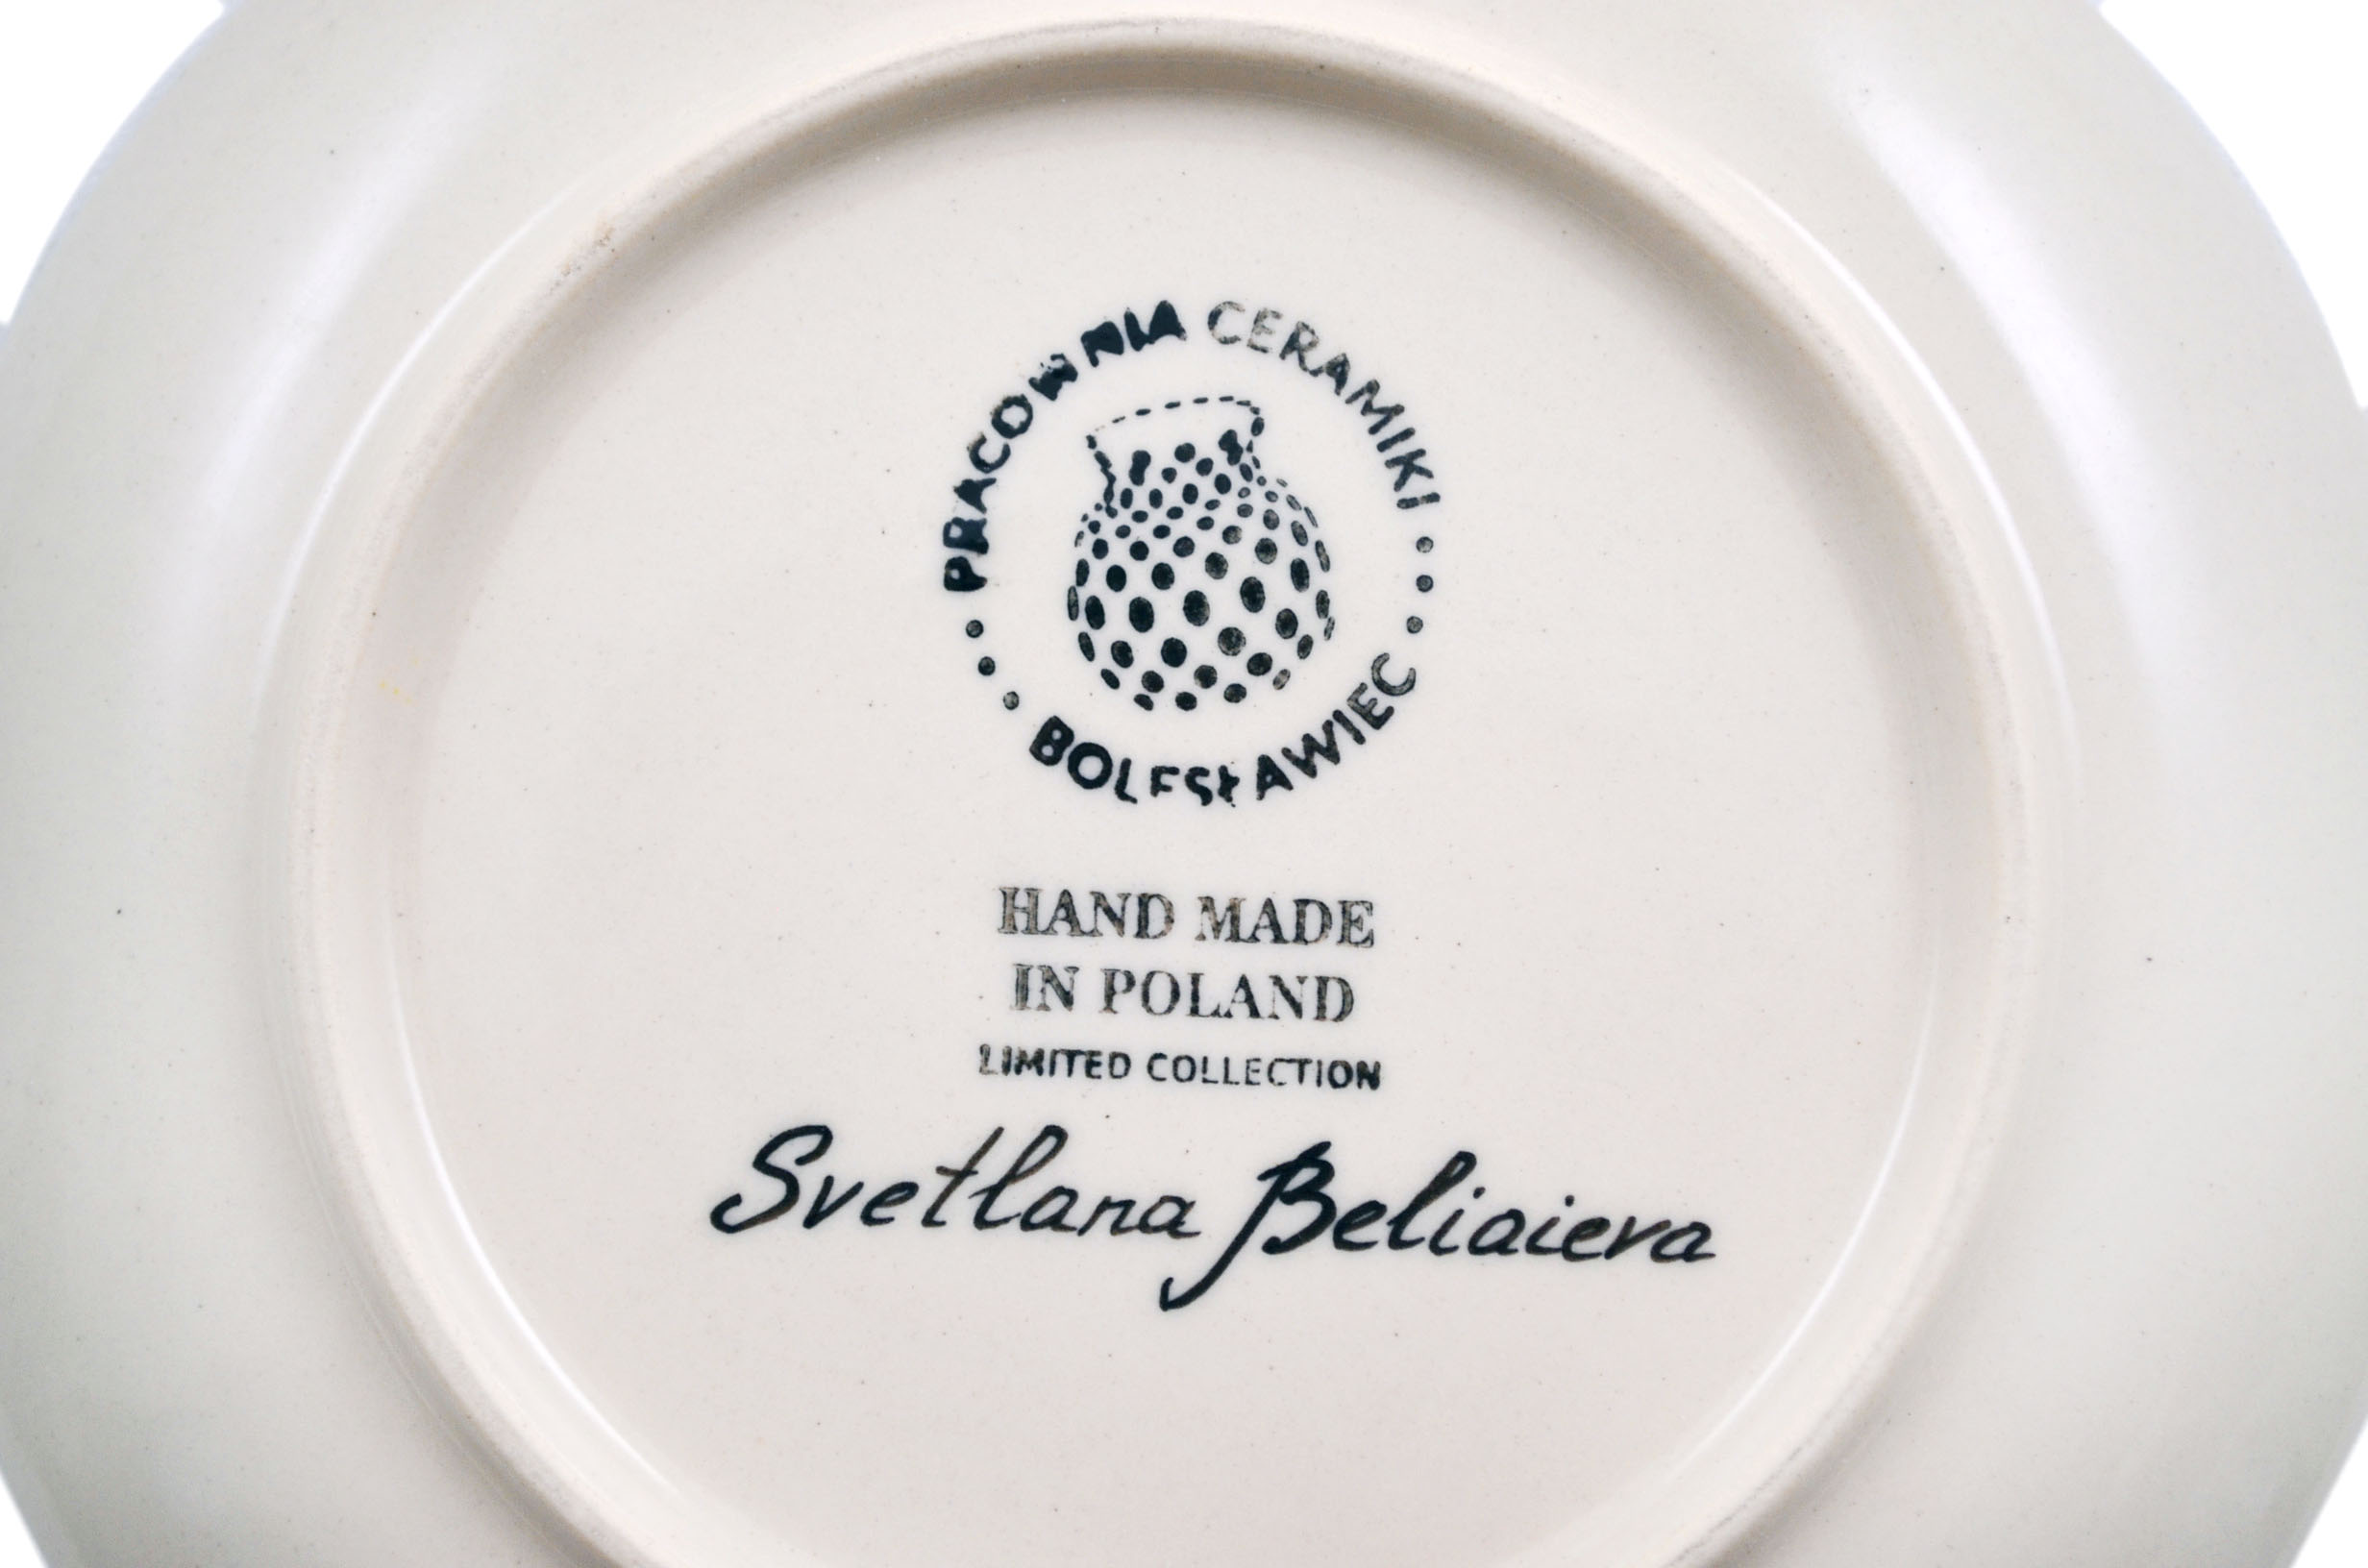 PRACOWNIA CERAMIKI
BOLESŁAWIEC
HAND MADE
IN POLAND
LIMITED COLLECTION
Svetlana Beliaieva